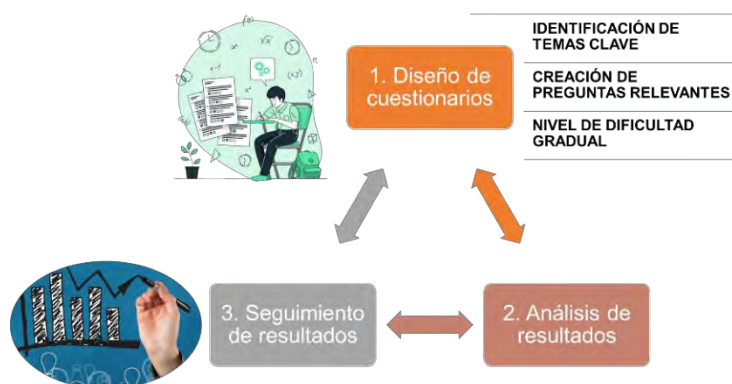 IDENTIFICACIÓN DE
TEMAS CLAVE
1. Diseño de
cuestionarios
CREACIÓN DE
PREGUNTAS RELEVANTES
NIVEL DE DIFICULTAD
GRADUAL
3. Seguimiento
de resultados
2. Análisis de
resultados